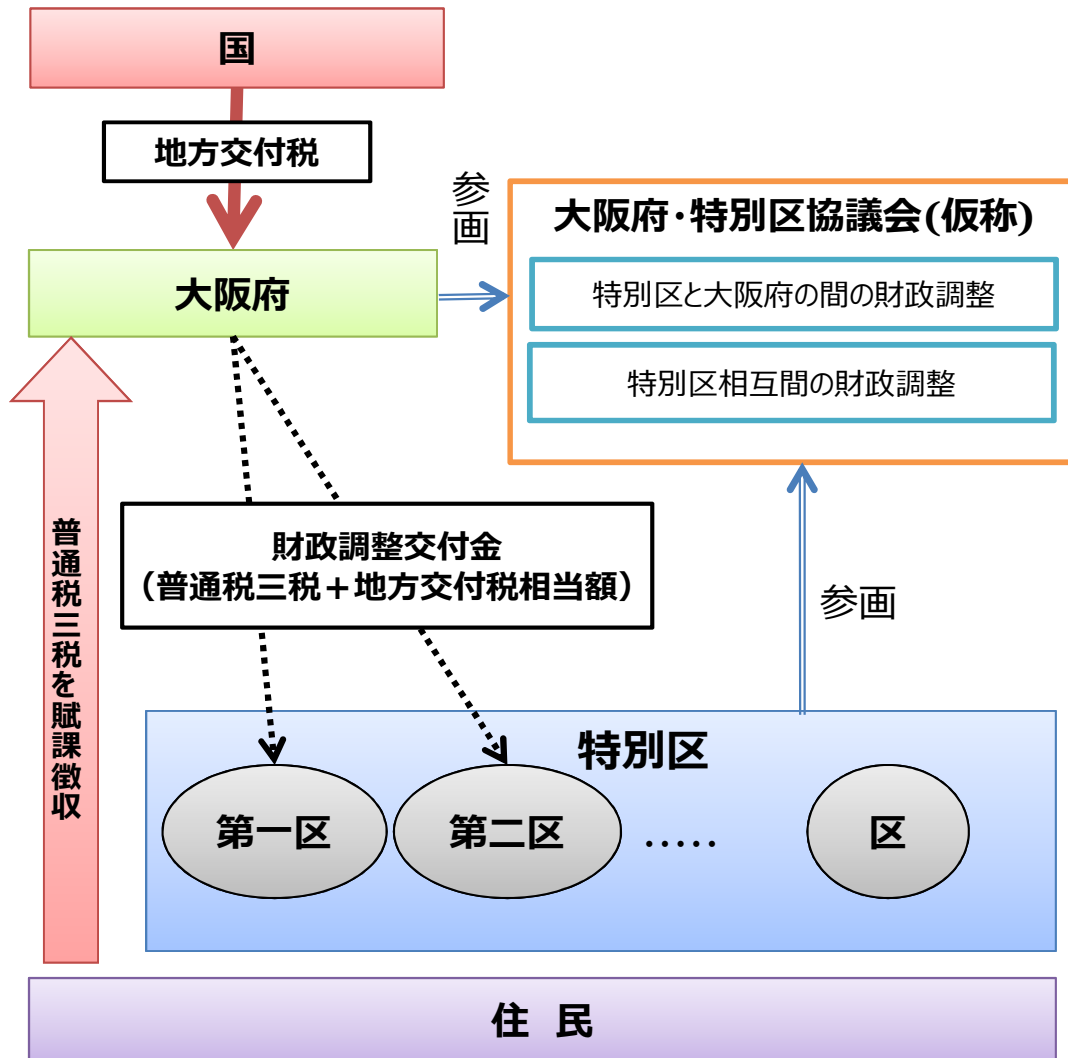 国
地方交付税
参画
大阪府・特別区協議会(仮称)
大阪府
特別区と大阪府の間の財政調整
特別区相互間の財政調整
普通税三税を賦課徴収
財政調整交付金
(普通税三税＋地方交付税相当額)
参画
特別区
第一区
第二区
.....
区
住 民